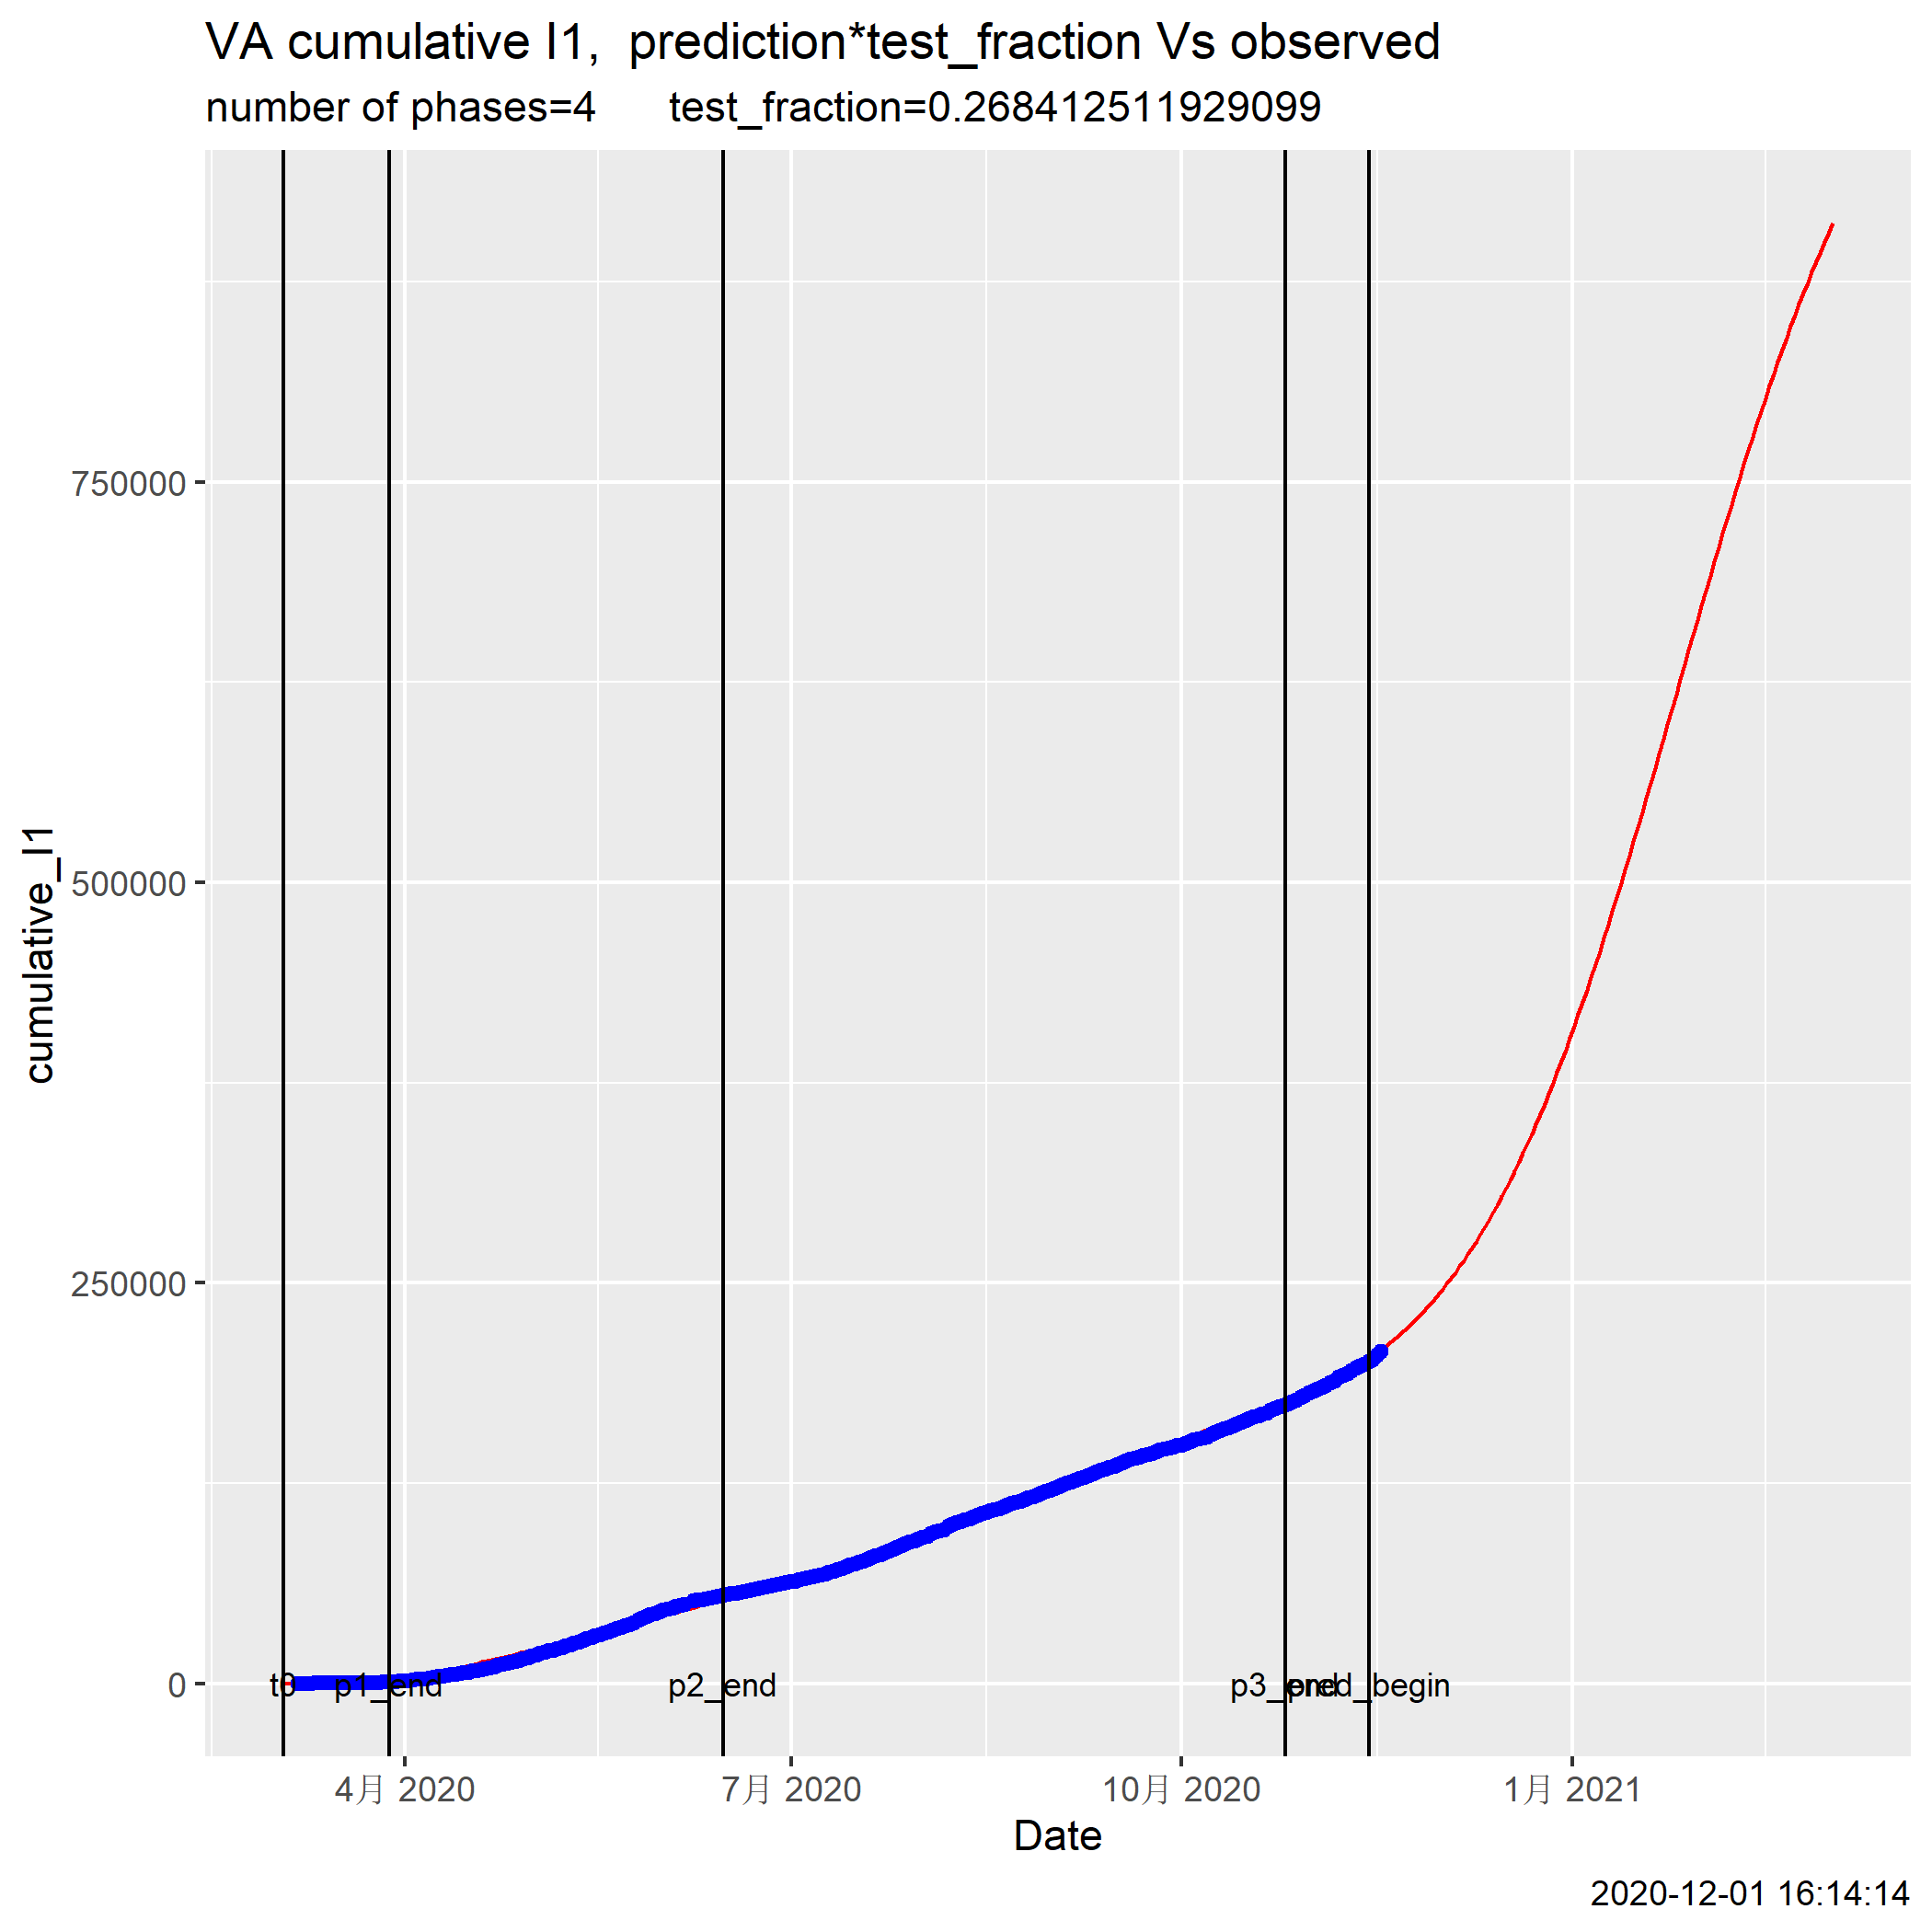 VA cumulative I1,  prediction*test_fraction Vs observed
number of phases=4      test_fraction=0.268412511929099
cumulative_I1
750000
500000
250000
0
t0
p1_end
p2_end
p3_end
pred_begin
4月 2020
7月 2020
10月 2020
1月 2021
Date
2020-12-01 16:14:14